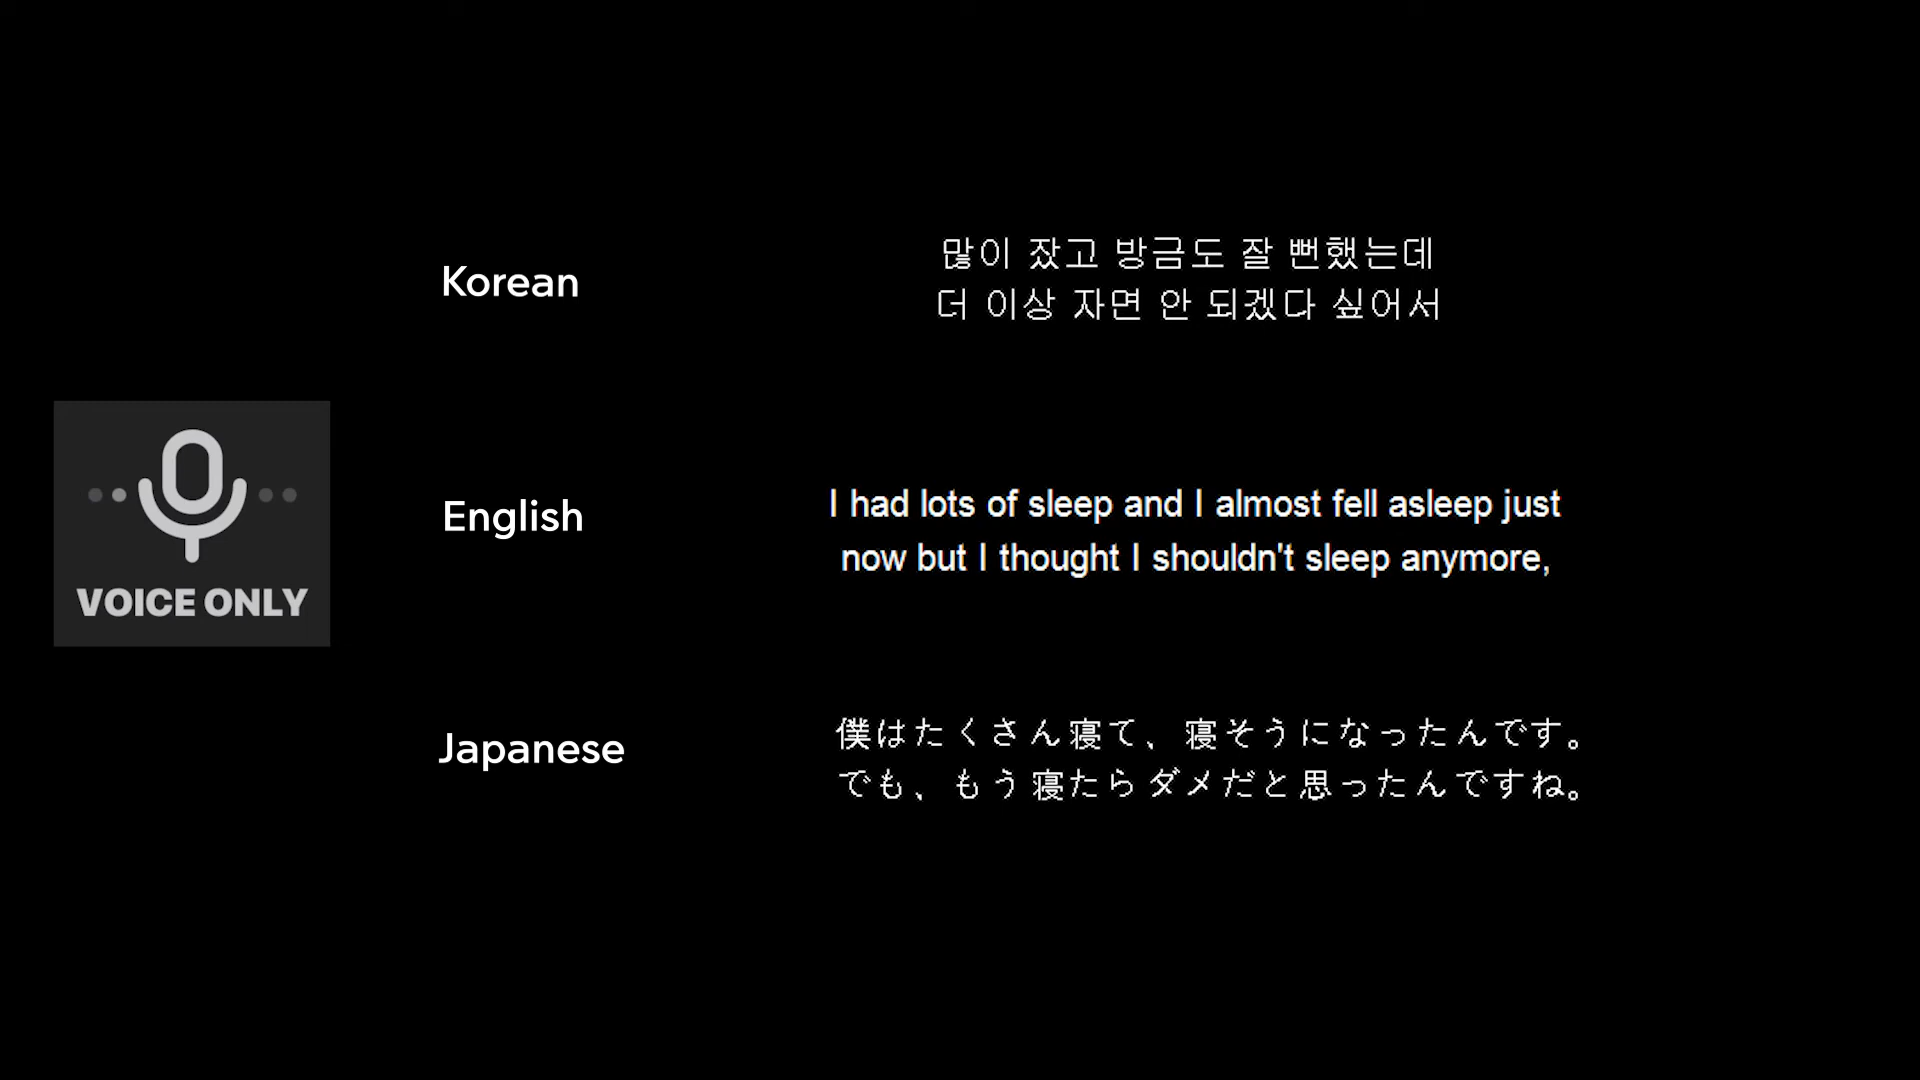 Korean
많이 잤고 방금도 잘 뻔했는데
더 이상 자면 안 되겠다 싶어서
VOICE ONLY
English
I had lots of sleep and I almost fell asleep just
now but I thought I shouldn't sleep anymore,
Japanese
僕はたくさん寝て、寝そうになったんです。
でも、もう寝たらダメだと思ったんですね。